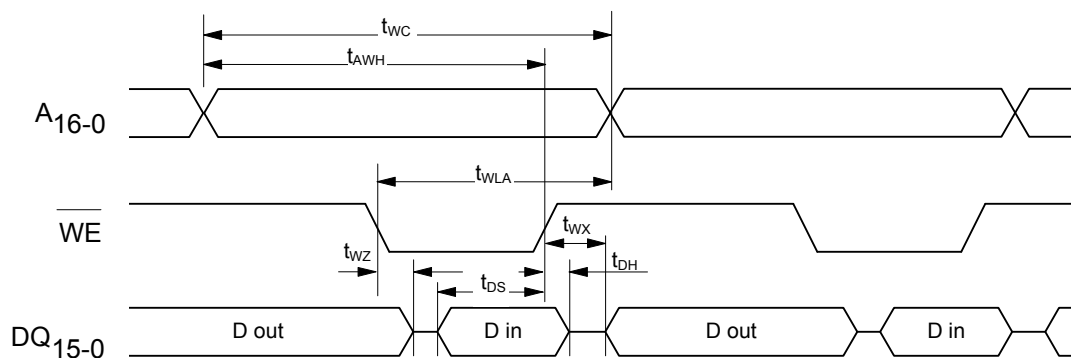 tWC
tAWH
A16-0
tWLA
WE
tWX
tWZ
tDH
tDS
DQ15-0
D out
D in
D out
D in